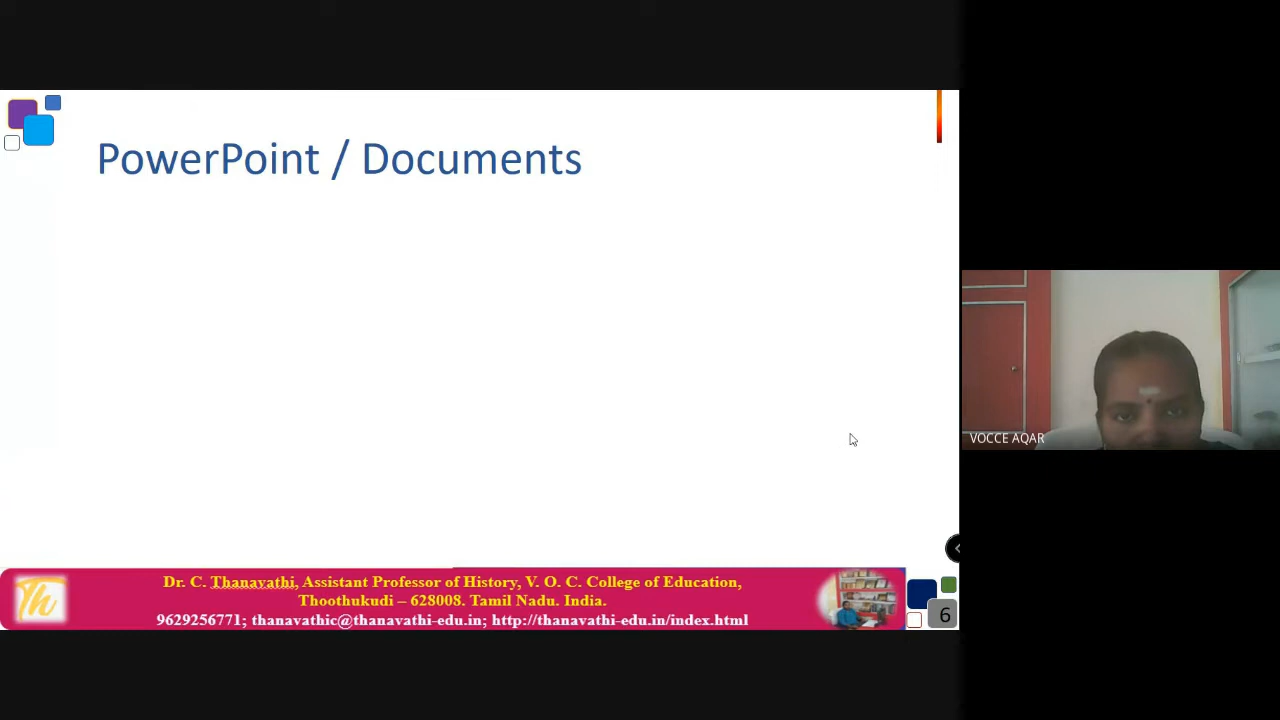 PowerPoint / Documents
VOCCE AQAR
Th
Dr. C. Thanavathi, Assistant Professor of History, V. O. C. College of Education,
Thoothukudi – 628008. Tamil Nadu. India.
9629256771; thanavathic@thanavathi-edu.in; http://thanavathi-edu.in/index.html
6